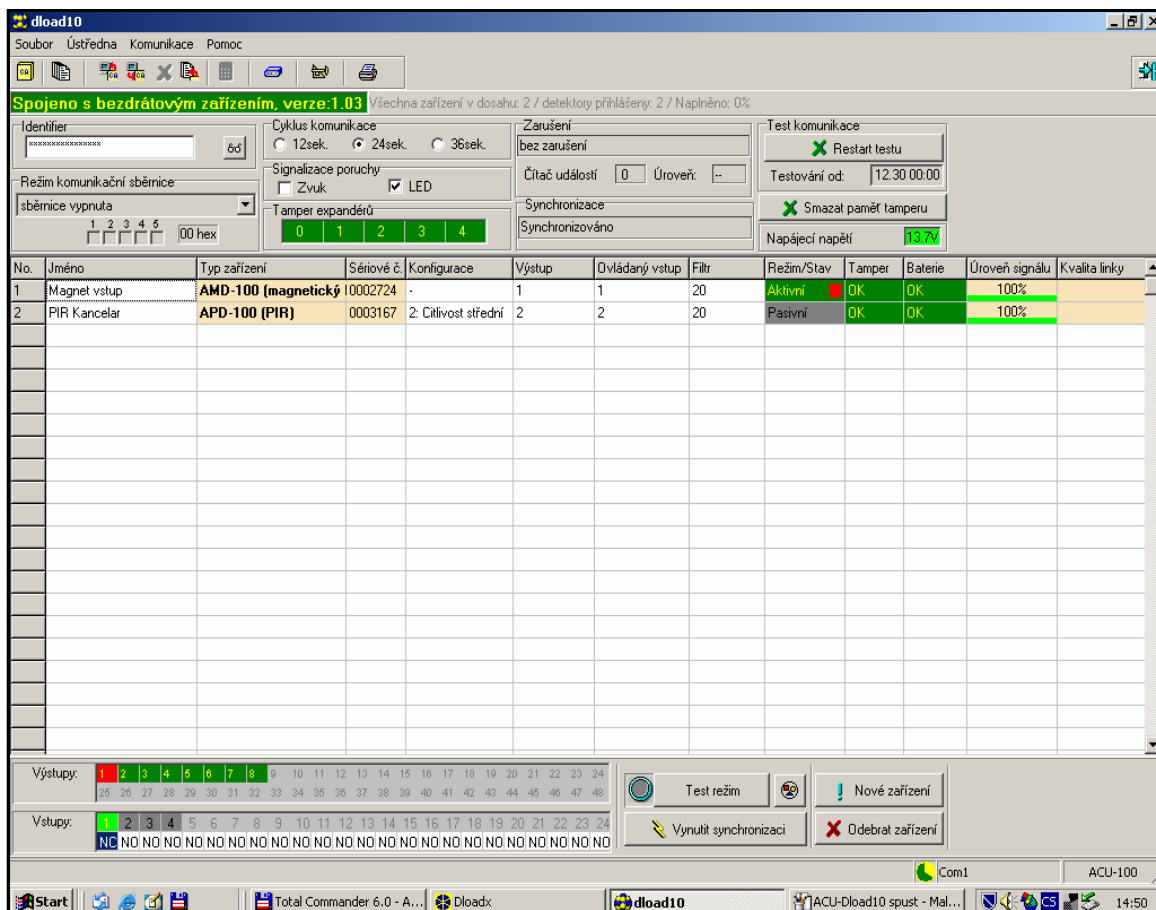 dload10
Soubor Ústředna Komunikace Pomoc
Spojeno s bezdrátovým zařízením, verze:1.03 Všechna zařízení v dosahu: 2 / detektory přihlášeny: 2 / Naplněno: 0%
Identifier
****************
Režim komunikační sběrnice
sběrnice vypnuta
1 2 3 4 5
00 hex
Cyklus komunikace
12sek. 24sek. 36sek.
Signalizace poruchy
Zvuk LED
Tamper expandérů
0 1 2 3 4
Zarušení
bez zarušení
Čítač událostí 0 Úroveň: --
Synchronizace
Synchronizováno
Test komunikace
Restart testu
Testování od: 12.30 00:00
Smazat paměť tamperu
Napájecí napětí 13.7V
No. Jméno Typ zařízení Sériové č. Konfigurace Výstup Ovládaný vstup Filtr Režim/Stav Tamper Baterie Úroveň signálu Kvalita linky
1 Magnet vstup AMD-100 (magnetický 0002724 - 1 1 20 Aktivní OK OK 100%
2 PIR Kancelar APD-100 (PIR) 0003167 2: Citlivost střední 2 2 20 Pasivní OK OK 100%
Výstupy: 1 2 3 4 5 6 7 8 9 10 11 12 13 14 15 16 17 18 19 20 21 22 23 24
25 26 27 28 29 30 31 32 33 34 35 36 37 38 39 40 41 42 43 44 45 46 47 48
Vstupy: 1 2 3 4 5 6 7 8 9 10 11 12 13 14 15 16 17 18 19 20 21 22 23 24
NC NO NO NO NO NO NO NO NO NO NO NO NO NO NO NO NO NO NO NO NO NO NO NO
Test režim
Nové zařízení
Vynutit synchronizaci
Odebrat zařízení
Com1 ACU-100
Start Total Commander 6.0 - A... Dloadx dload10 ACU-Dload10 spust - Mal... CS 14:50